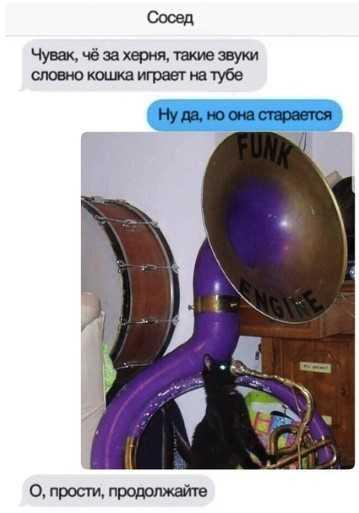 Сосед
Чувак, чё за херня, такие звуки
словно кошка играет на тубе
Ну да, но она старается
FUNK
ENGINE
О, прости, продолжайте